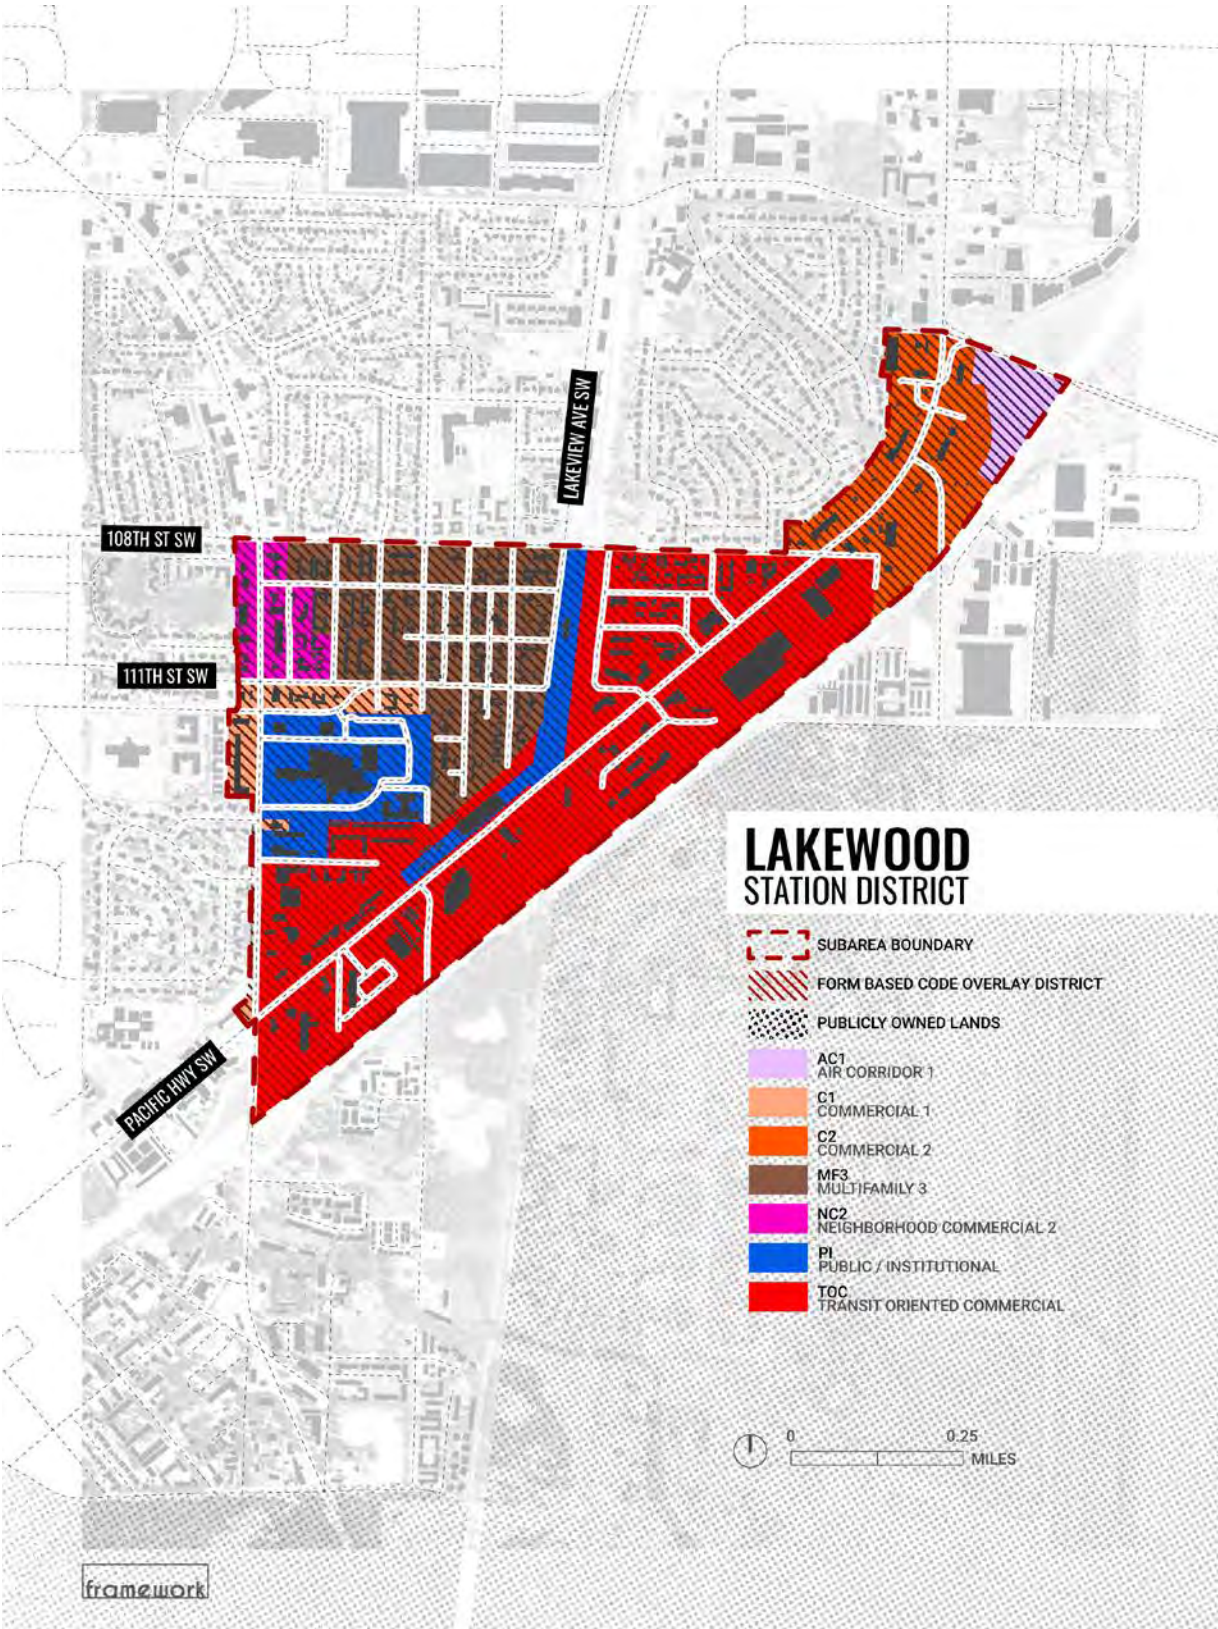 LAKEVIEW AVE SW
108TH ST SW
111TH ST SW
PACIFIC HWY SW
LAKEWOOD
STATION DISTRICT
SUBAREA BOUNDARY
FORM BASED CODE OVERLAY DISTRICT
PUBLICLY OWNED LANDS
AC1
AIR CORRIDOR 1
C1
COMMERCIAL 1
C2
COMMERCIAL 2
MF3
MULTIFAMILY 3
NC2
NEIGHBORHOOD COMMERCIAL 2
PI
PUBLIC / INSTITUTIONAL
TOC
TRANSIT ORIENTED COMMERCIAL
0 0.25
MILES
framework